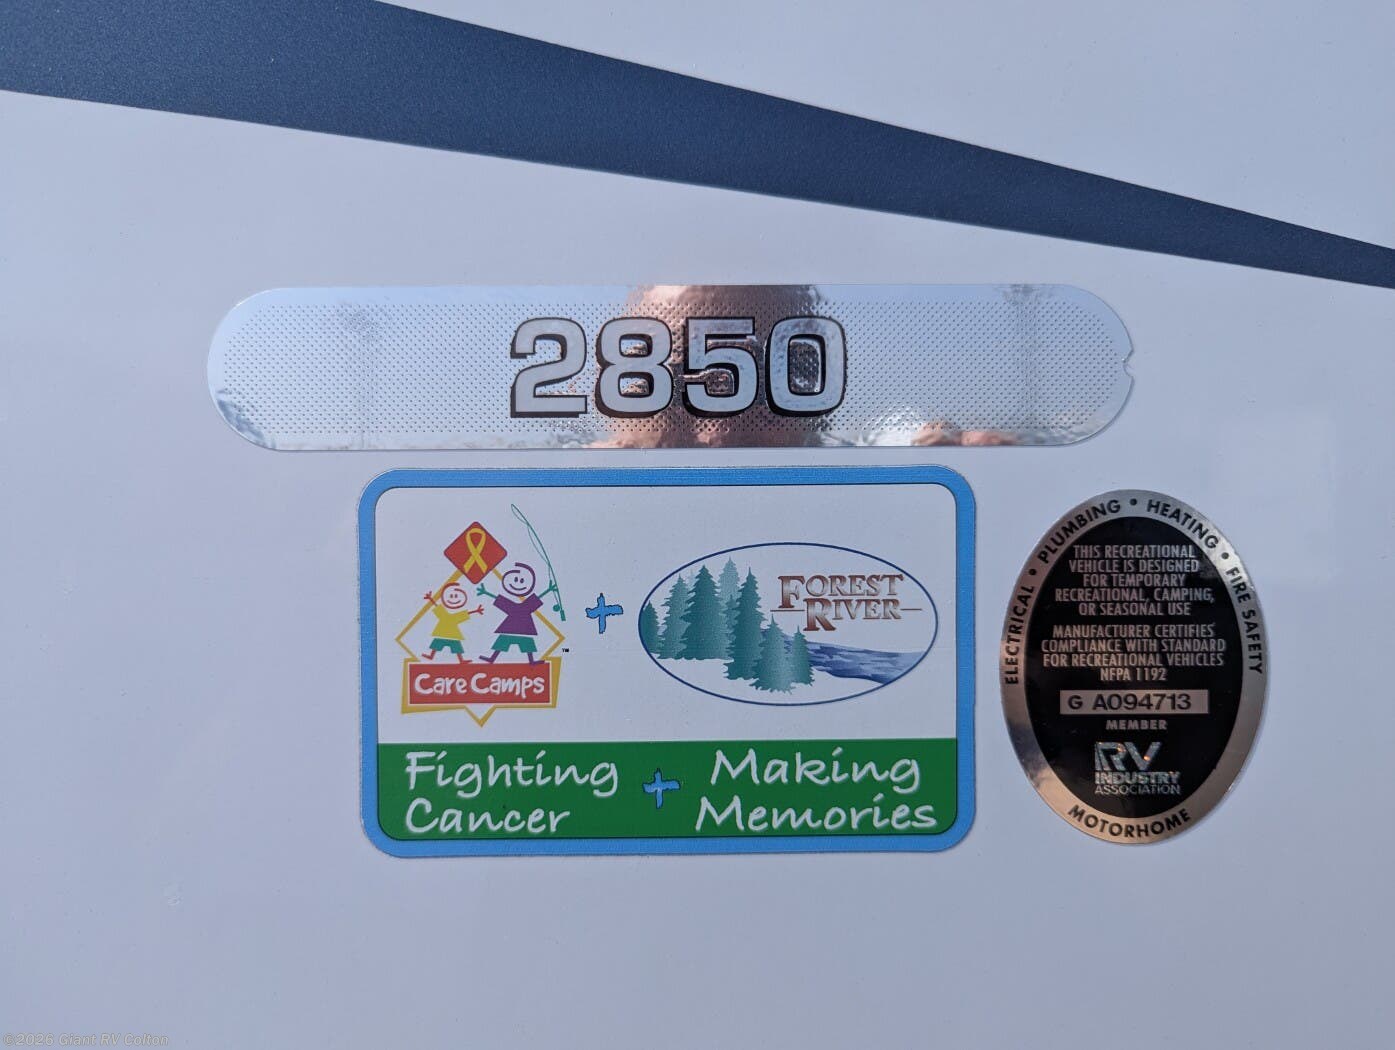 2850
Care Camps
™
FOREST
RIVER
Fighting
Cancer
Making
Memories
ELECTRICAL • PLUMBING • HEATING • FIRE SAFETY
THIS RECREATIONAL
VEHICLE IS DESIGNED
FOR TEMPORARY
RECREATIONAL, CAMPING,
OR SEASONAL USE
MANUFACTURER CERTIFIES
COMPLIANCE WITH STANDARD
FOR RECREATIONAL VEHICLES
NFPA 1192
G A094713
MEMBER
RV
INDUSTRY
ASSOCIATION
MOTORHOME
©2026 Giant RV Colton